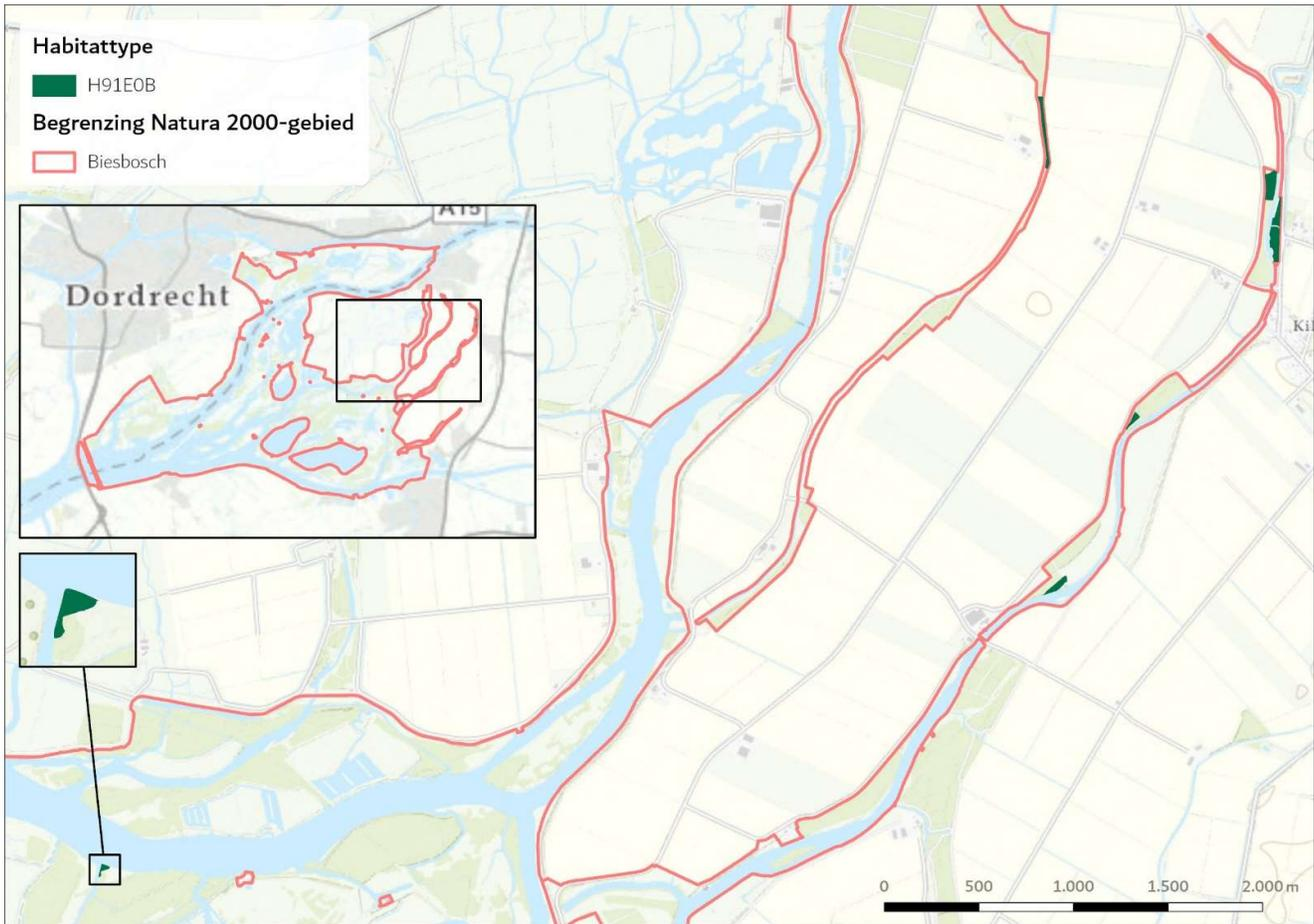 Habitattype
H91E0B
Begrenzing Natura 2000-gebied
Biesbosch
A15
Dordrecht
0 500 1.000 1.500 2.000 m